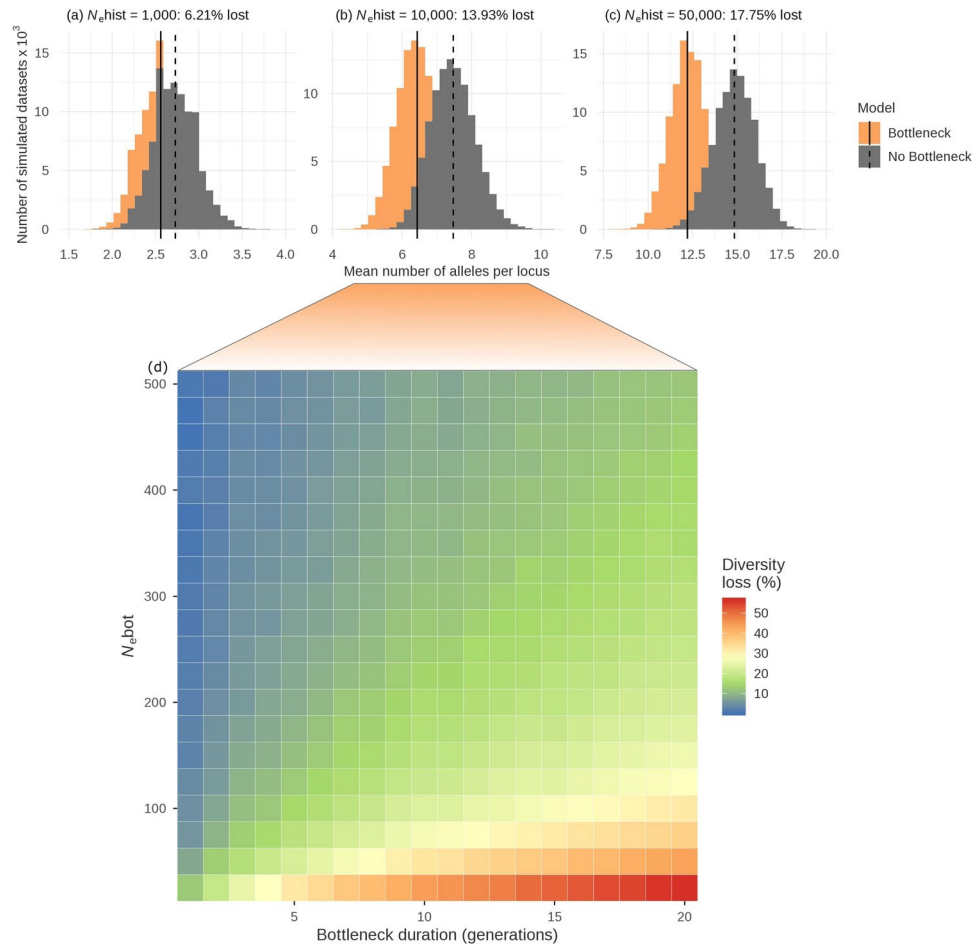 (a) Nₑhist = 1,000: 6.21% lost
(b) Nₑhist = 10,000: 13.93% lost
(c) Nₑhist = 50,000: 17.75% lost
Number of simulated datasets x 10³
15
10
5
0
1.5 2.0 2.5 3.0 3.5 4.0
15
10
5
0
4 6 8 10
15
10
5
0
7.5 10.0 12.5 15.0 17.5 20.0
Mean number of alleles per locus
Model
Bottleneck
No Bottleneck
(d)
Nₑbot
500
400
300
200
100
5 10 15 20
Bottleneck duration (generations)
Diversity
loss (%)
50
40
30
20
10